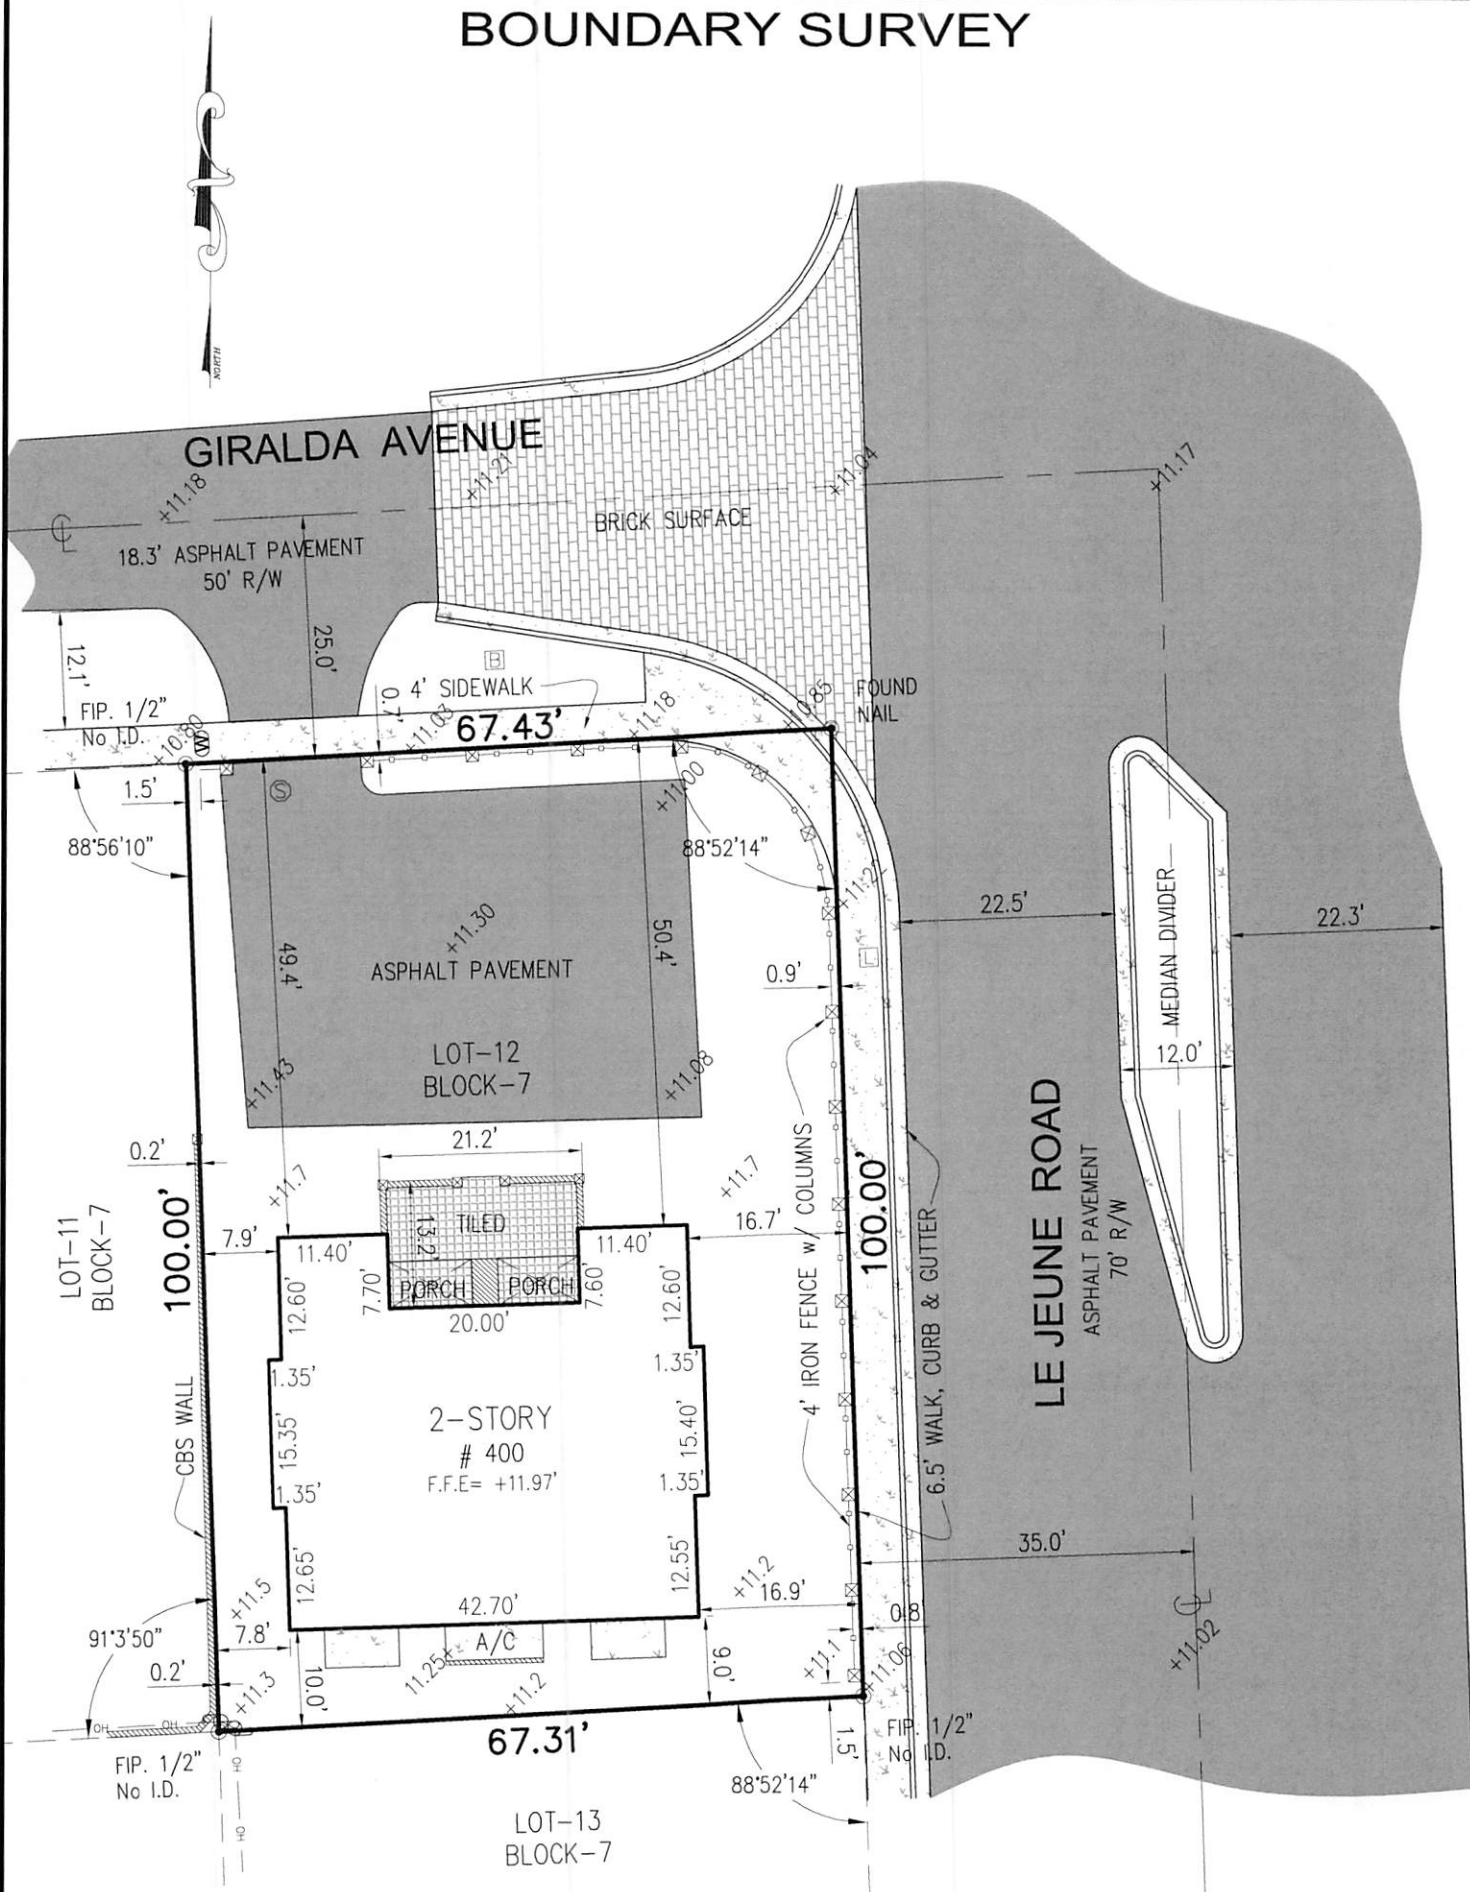 BOUNDARY SURVEY
NORTH
GIRALDA AVENUE
+11.18
+11.21
+11.04
+11.17
BRICK SURFACE
18.3' ASPHALT PAVEMENT
50' R/W
25.0'
12.1'
FIP. 1/2"
No I.D.
+10.80
W
B
4' SIDEWALK
0.7'
+11.03
67.43'
+11.18
+10.85
FOUND
NAIL
1.5'
S
88°56'10"
+11.00
88°52'14"
22.5'
MEDIAN DIVIDER
22.3'
+11.30
ASPHALT PAVEMENT
49.4'
50.4'
0.9'
L
12.0'
LOT-12
BLOCK-7
+11.43
+11.08
0.2'
21.2'
+11.7
+11.7
LOT-11
BLOCK-7
100.00'
7.9'
11.40'
TILED
13.2'
11.40'
16.7'
4' IRON FENCE w/ COLUMNS
100.00'
LE JEUNE ROAD
ASPHALT PAVEMENT
70' R/W
12.60'
7.70'
PORCH
PORCH
7.60'
12.60'
20.00'
1.35'
1.35'
CBS WALL
15.35'
2-STORY
# 400
F.F.E= +11.97'
15.40'
1.35'
1.35'
6.5' WALK, CURB & GUTTER
35.0'
12.65'
12.55'
+11.5
+11.2
42.70'
16.9'
91°3'50"
7.8'
A/C
0.8'
0.2'
+11.3
10.0'
11.25+
+11.2
9.0'
+11.1
+11.06
+11.02
OH
OH
67.31'
FIP. 1/2"
No I.D.
1.5'
FIP. 1/2"
No I.D.
OH
88°52'14"
OH
LOT-13
BLOCK-7